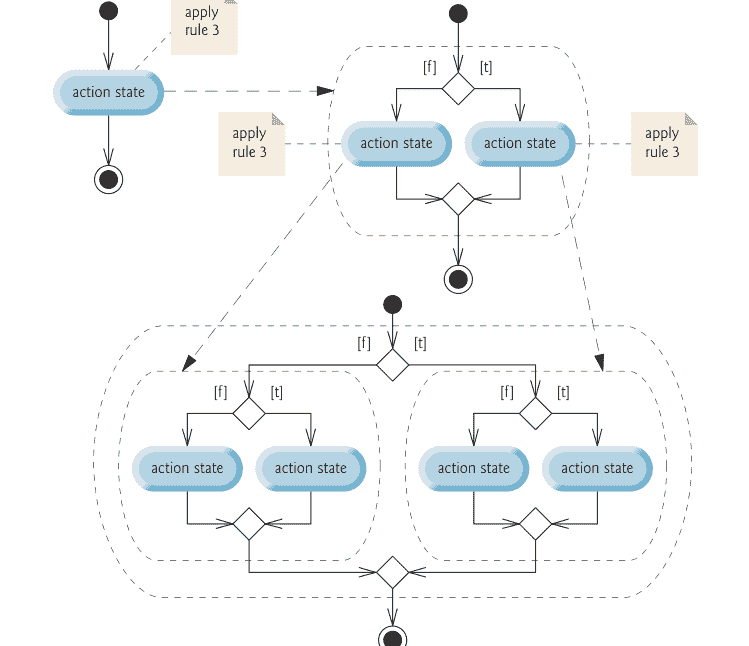 apply
rule 3
action state
[f]
[t]
apply
rule 3
action state
action state
apply
rule 3
[f]
[t]
[f]
[t]
[f]
[t]
action state
action state
action state
action state